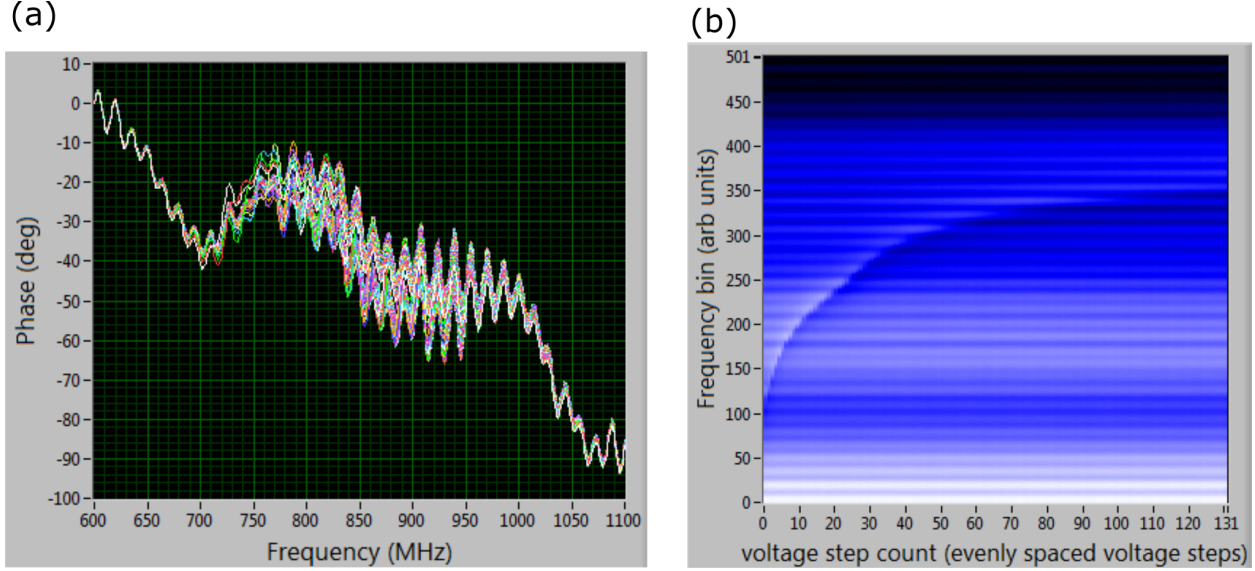 (a)
(b)
10
0
-10
-20
-30
-40
-50
-60
-70
-80
-90
-100
Phase (deg)
600 650 700 750 800 850 900 950 1000 1050 1100
Frequency (MHz)
501
450
400
350
300
250
200
150
100
50
0
Frequency bin (arb units)
0 10 20 30 40 50 60 70 80 90 100 110 120 131
voltage step count (evenly spaced voltage steps)